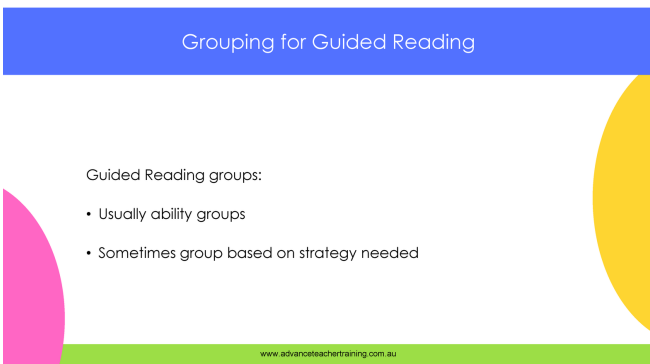 Grouping for Guided Reading
Guided Reading groups:
• Usually ability groups
• Sometimes group based on strategy needed
www.advanceteachertraining.com.au